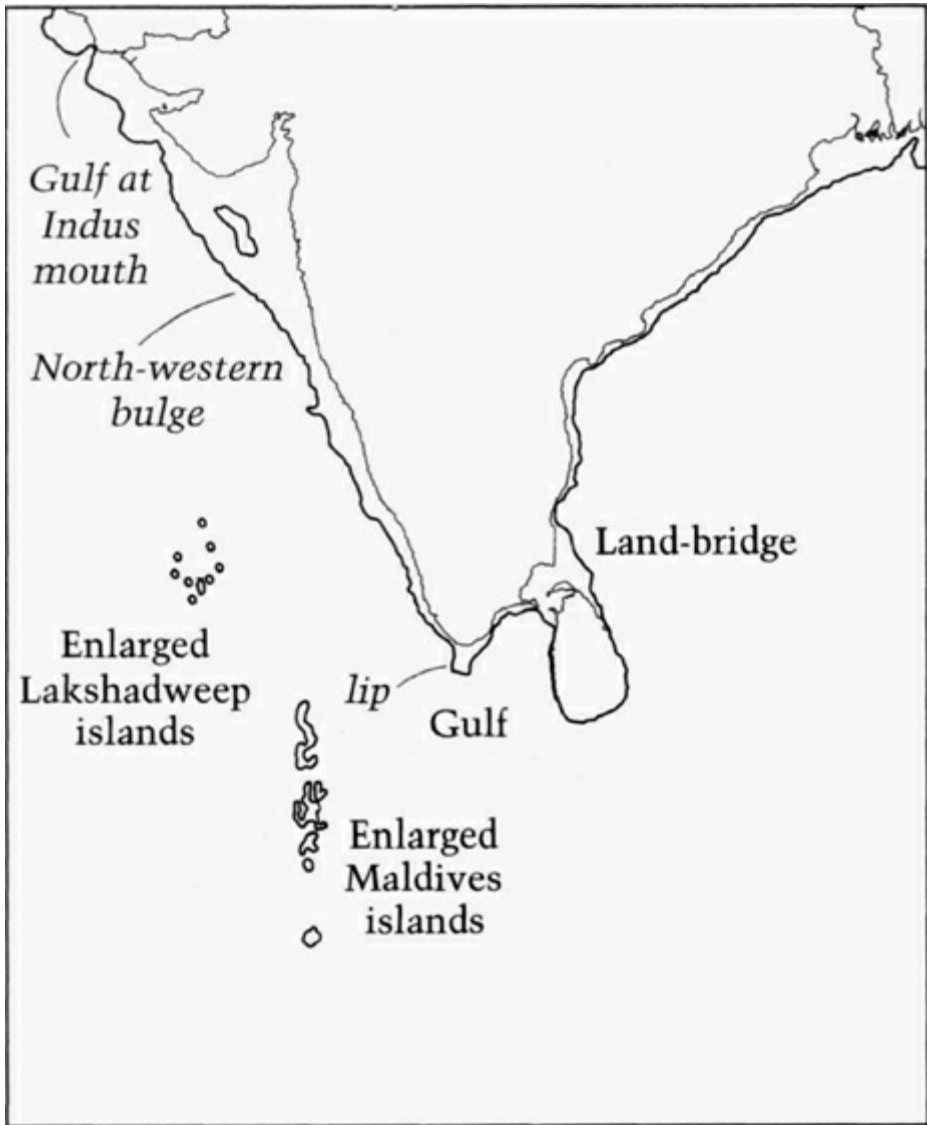 Gulf at
Indus
mouth
North-western
bulge
Land-bridge
Enlarged
Lakshadweep
islands
lip
Gulf
Enlarged
Maldives
islands